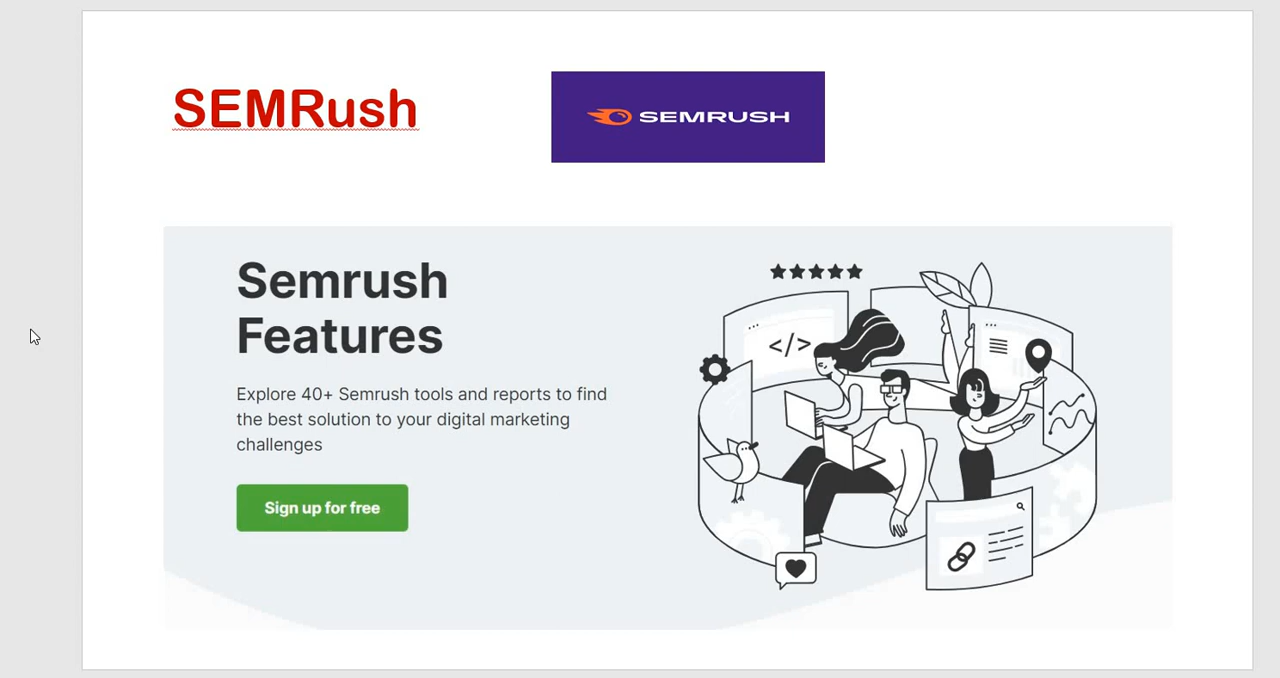 SEMRush
SEMRUSH
Semrush
Features
Explore 40+ Semrush tools and reports to find
the best solution to your digital marketing
challenges
Sign up for free
</>